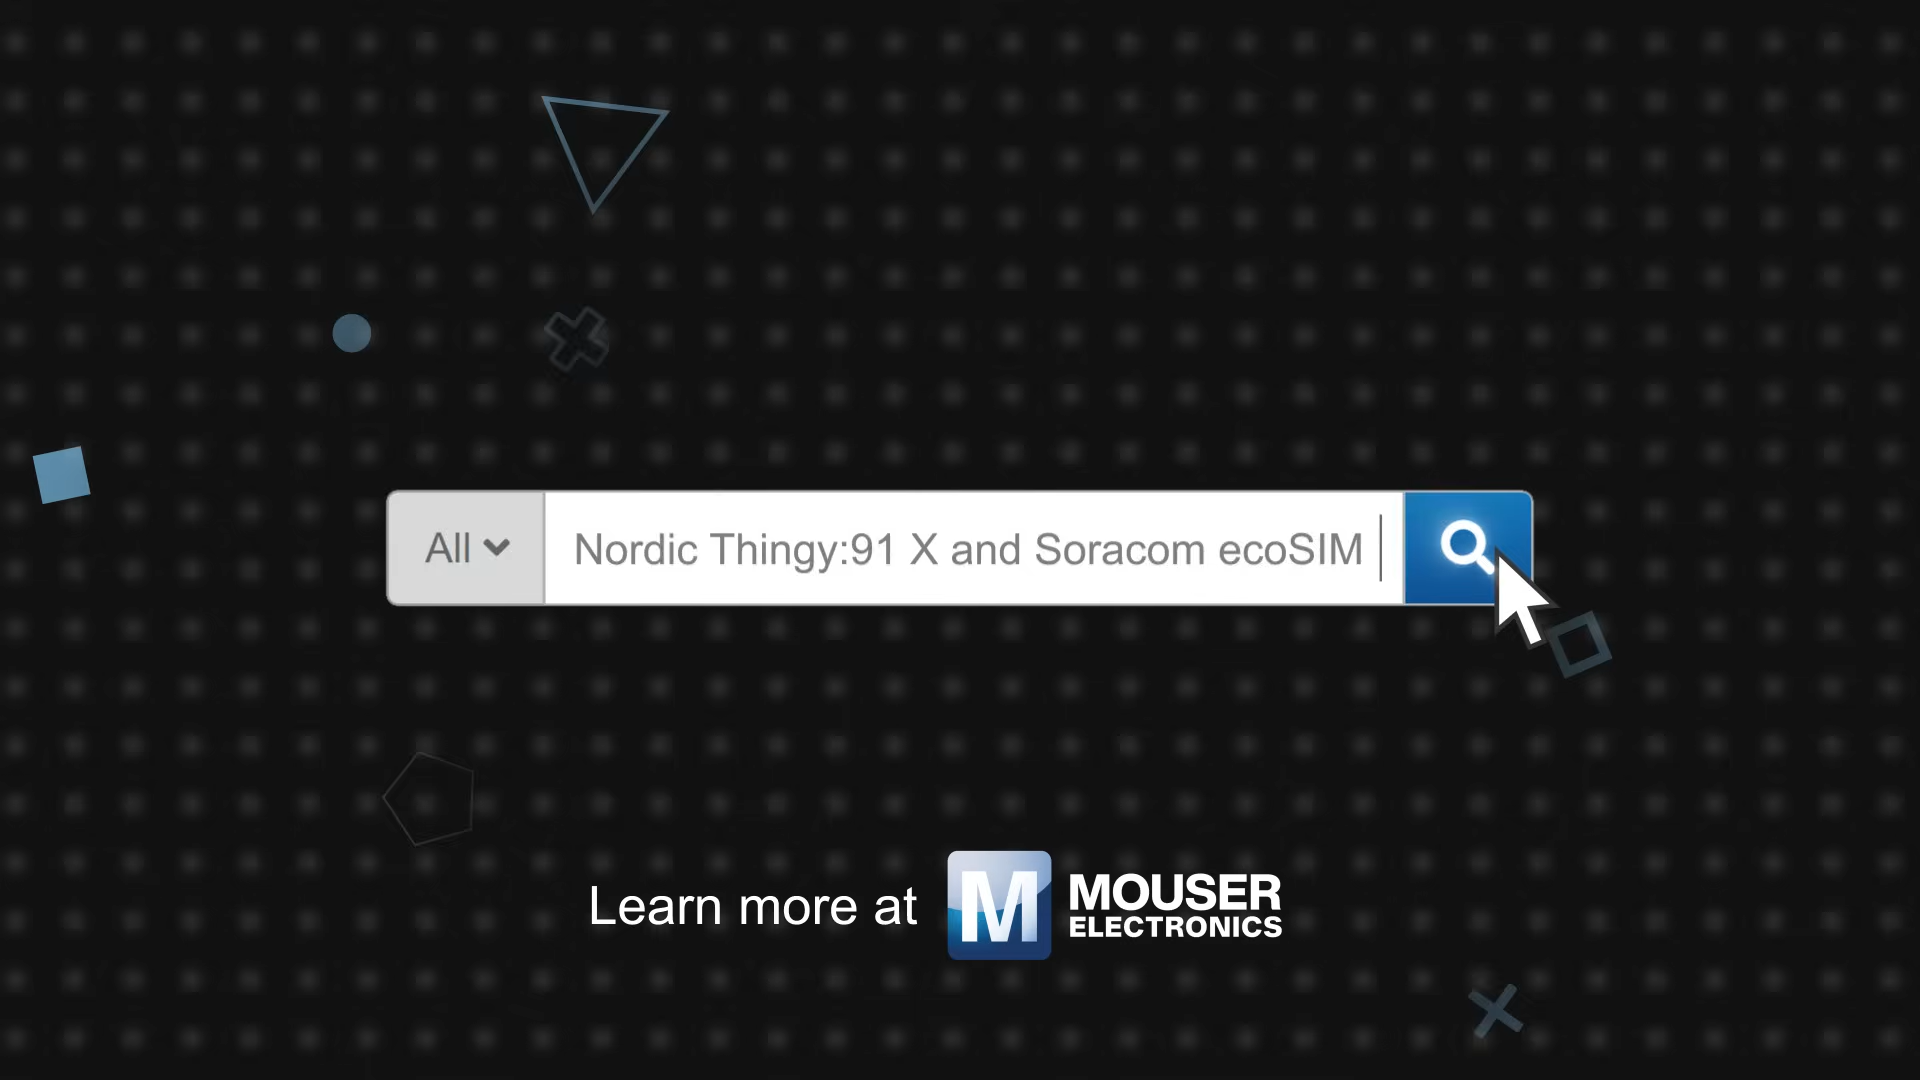 All
Nordic Thingy:91 X and Soracom ecoSIM
Learn more at
M MOUSER
ELECTRONICS